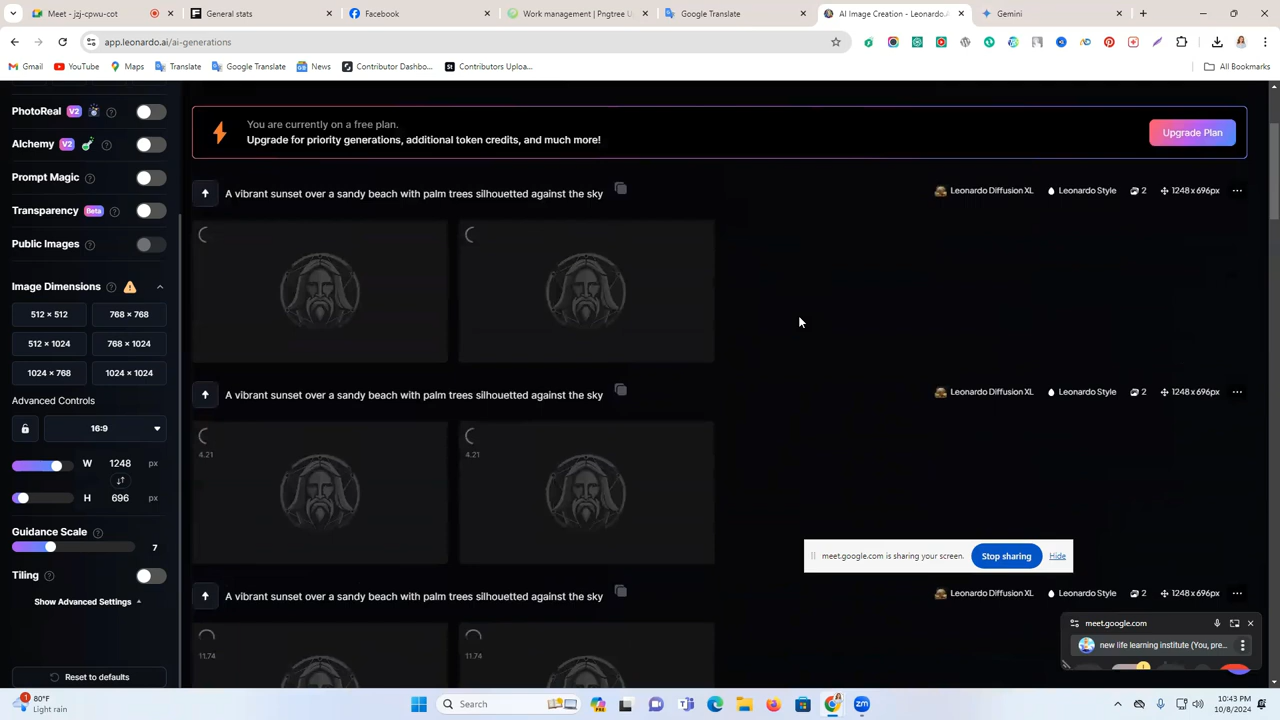 Meet - jzj-cpwu-cot
Generatestls
Facebook
Work management | Pngtree U
Google Translate
AI Image Creation - Leonardo.A
Gemini
app.leonardo.ai/ai-generations
Gmail
YouTube
Maps
Translate
Google Translate
News
Contributor Dashbo...
Contributors Uploa...
All Bookmarks
PhotoReal V2
Alchemy V2
Prompt Magic
Transparency Beta
Public Images
Image Dimensions
512 × 512
768 × 768
512 × 1024
768 × 1024
1024 × 768
1024 × 1024
Advanced Controls
16:9
W 1248 px
H 696 px
Guidance Scale
7
Tiling
Show Advanced Settings
Reset to defaults
You are currently on a free plan.
Upgrade for priority generations, additional token credits, and much more!
Upgrade Plan
A vibrant sunset over a sandy beach with palm trees silhouetted against the sky
Leonardo Diffusion XL Leonardo Style 2 1248 x 696px
A vibrant sunset over a sandy beach with palm trees silhouetted against the sky
Leonardo Diffusion XL Leonardo Style 2 1248 x 696px
4.21
4.21
meet.google.com is sharing your screen.
Stop sharing
Hide
A vibrant sunset over a sandy beach with palm trees silhouetted against the sky
Leonardo Diffusion XL Leonardo Style 2 1248 x 696px
11.74
11.74
meet.google.com
new life learning institute (You, pre...
1
80°F
Light rain
Search
10:43 PM
10/8/2024